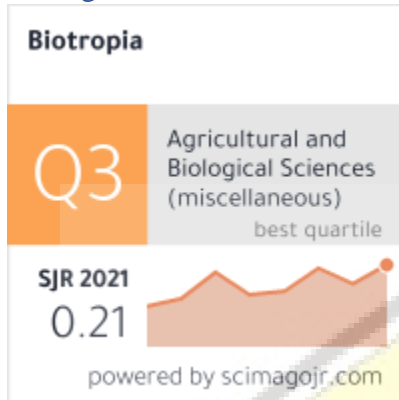 Biotropia
Q3
Agricultural and
Biological Sciences
(miscellaneous)
best quartile
SJR 2021
0.21
powered by scimagojr.com